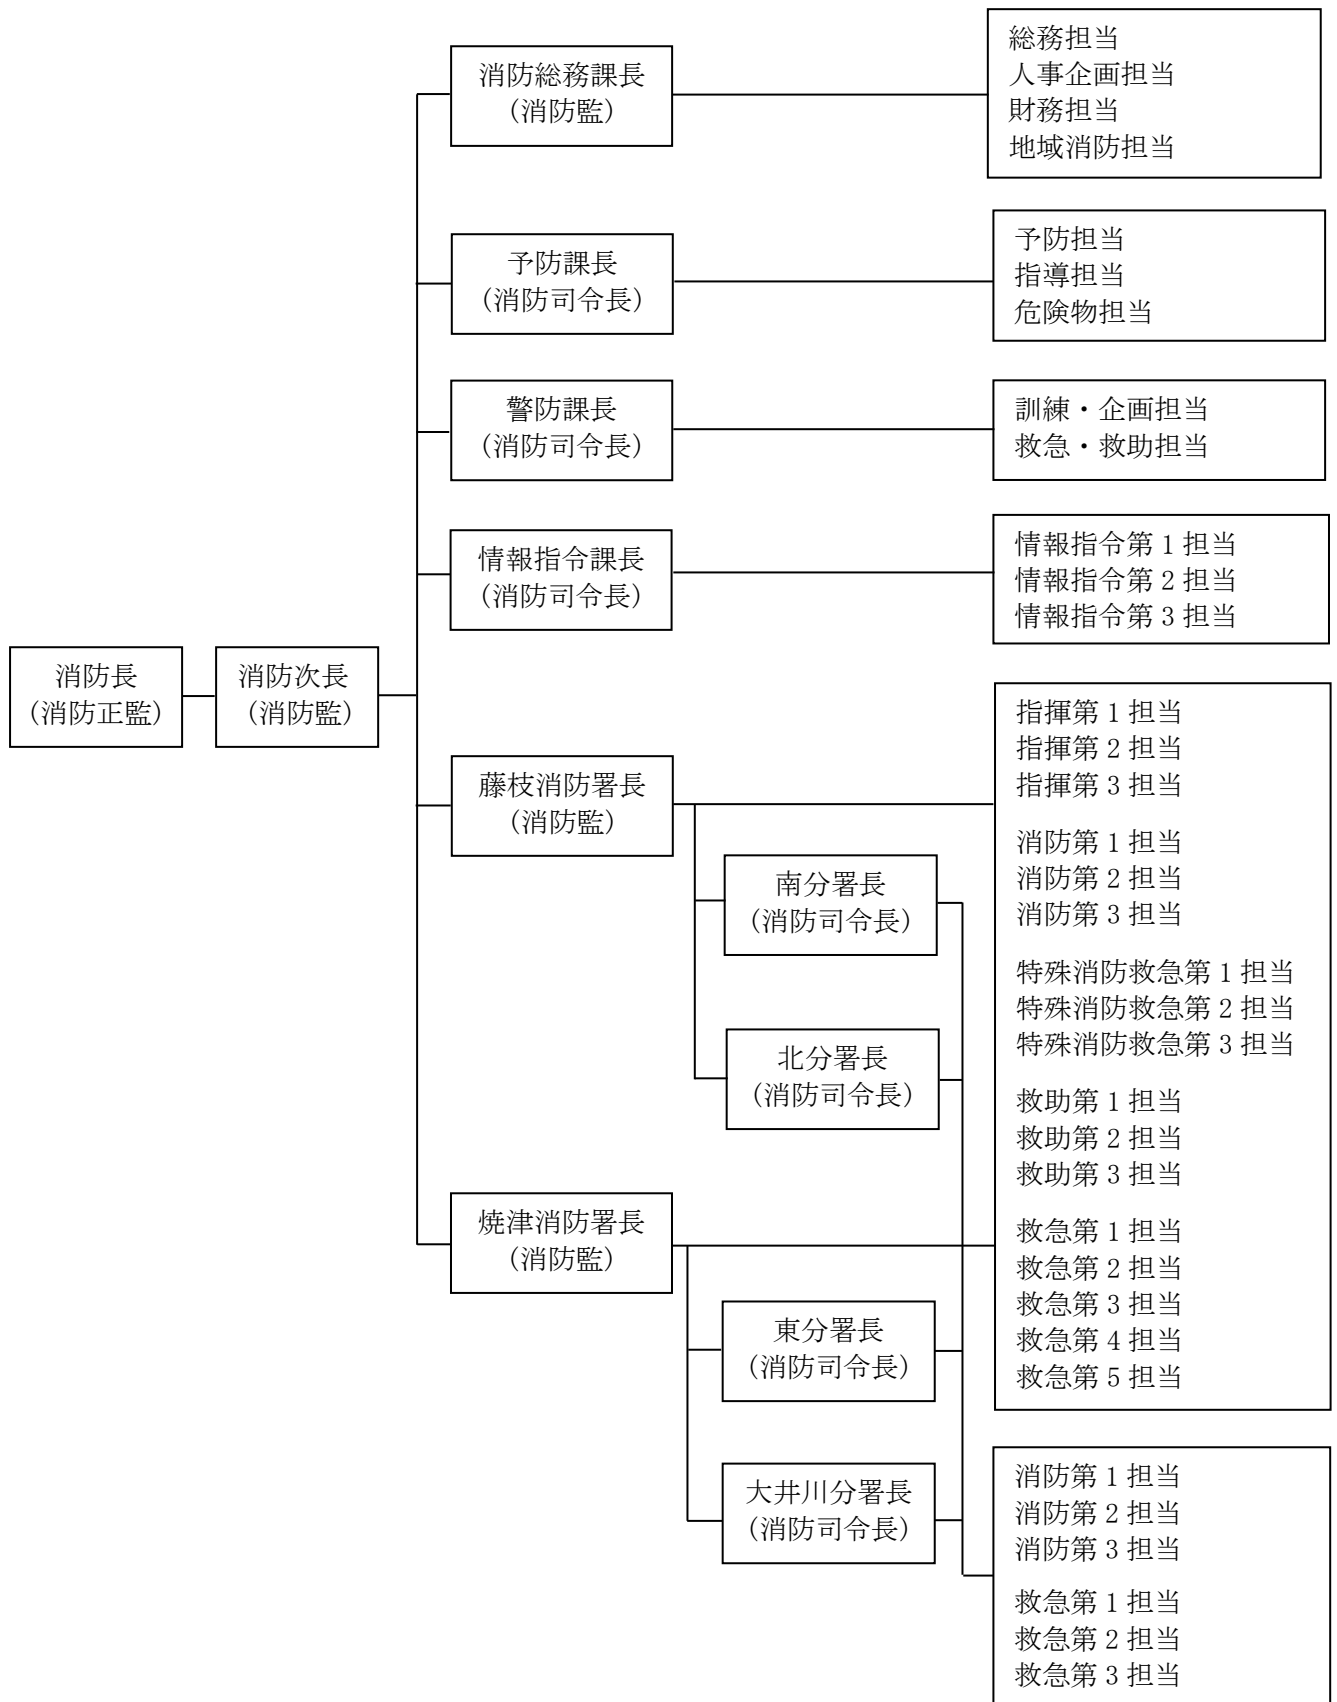 消防総務課長
(消防監)
総務担当
人事企画担当
財務担当
地域消防担当
予防課長
(消防司令長)
予防担当
指導担当
危険物担当
警防課長
(消防司令長)
訓練・企画担当
救急・救助担当
情報指令課長
(消防司令長)
情報指令第1担当
情報指令第2担当
情報指令第3担当
消防長
(消防正監)
消防次長
(消防監)
藤枝消防署長
(消防監)
南分署長
(消防司令長)
北分署長
(消防司令長)
焼津消防署長
(消防監)
東分署長
(消防司令長)
大井川分署長
(消防司令長)
指揮第1担当
指揮第2担当
指揮第3担当
消防第1担当
消防第2担当
消防第3担当
特殊消防救急第1担当
特殊消防救急第2担当
特殊消防救急第3担当
救助第1担当
救助第2担当
救助第3担当
救急第1担当
救急第2担当
救急第3担当
救急第4担当
救急第5担当
消防第1担当
消防第2担当
消防第3担当
救急第1担当
救急第2担当
救急第3担当